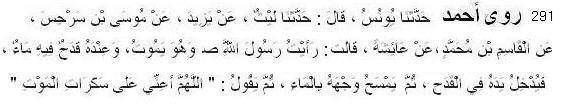 291 روى أحمد حَدَّثَنَا يُونُسُ ، قَالَ : حَدَّثَنَا لَيْثٌ ، عَنْ يَزِيدَ ، عَنْ مُوسَى بْنِ سَرْجِسَ ،
عَنِ الْقَاسِمِ بْنِ مُحَمَّدٍ ،عَنْ عَائِشَةَ ، قَالَت: رَأَيْتُ رَسُولَ اللَّهِ ص وَهُوَ يَمُوتُ، وَعِنْدَهُ قَدَحٌ فِيهِ مَاءٌ ،
فَيُدْخِلُ يَدَهُ فِي الْقَدَحِ ، ثُمَّ يَمْسَحُ وَجْهَهُ بِالْمَاءِ ، ثُمَّ يَقُولُ : " اللَّهُمَّ أَعِنِّي عَلَى سَكَرَاتِ الْمَوْتِ "